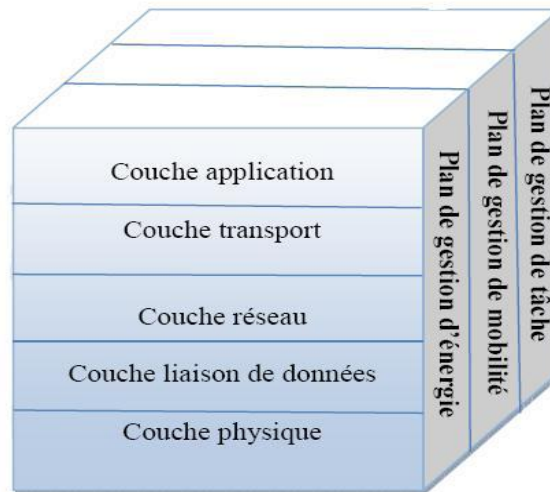 Couche application
Couche transport
Couche réseau
Couche liaison de données
Couche physique
Plan de gestion d'énergie
Plan de gestion de mobilité
Plan de gestion de tâche